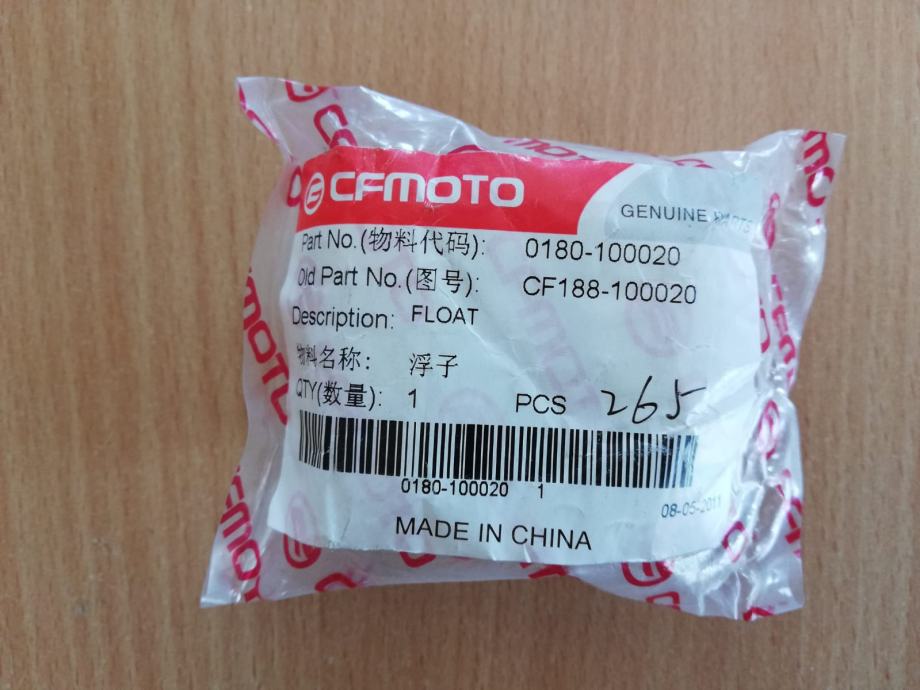 CFMOTO
GENUINE PARTS
Part No.(物料代码): 0180-100020
Old Part No.(图号): CF188-100020
Description: FLOAT
物料名称: 浮子
QTY(数量): 1 PCS 265
0180-100020 1
08-05-2011
MADE IN CHINA